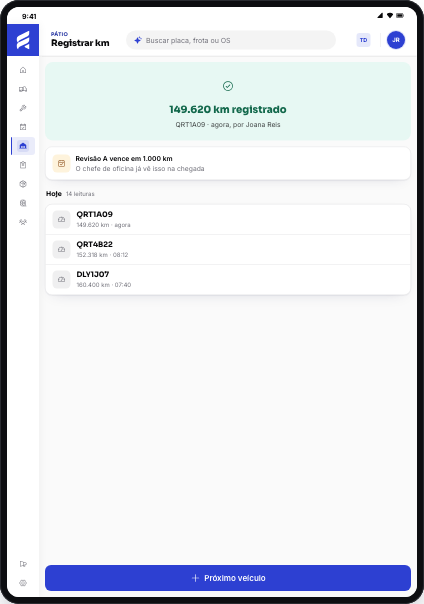 9:41
PÁTIO
Registrar km
Buscar placa, frota ou OS
TD
JR
149.620 km registrado
QRT1A09 · agora, por Joana Reis
Revisão A vence em 1.000 km
O chefe de oficina já vê isso na chegada
Hoje 14 leituras
QRT1A09
149.620 km · agora
QRT4B22
152.318 km · 08:12
DLY1J07
160.400 km · 07:40
Próximo veículo